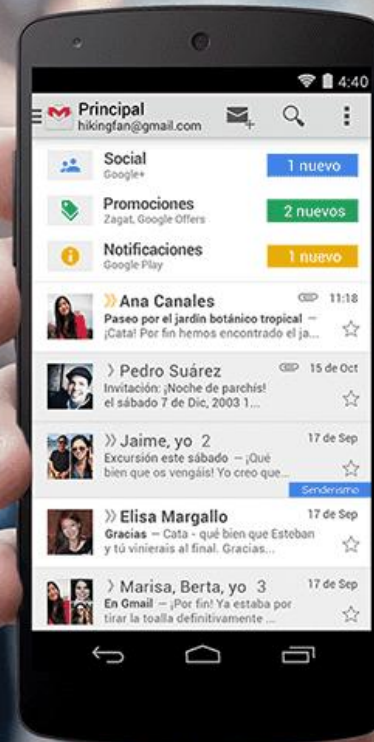 4:40
Principal
hikingfan@gmail.com
Social
Google+
1 nuevo
Promociones
Zagat, Google Offers
2 nuevos
Notificaciones
Google Play
1 nuevo
Ana Canales 11:18
Paseo por el jardín botánico tropical –
¡Cata! Por fin hemos encontrado el ja...
Pedro Suárez 15 de Oct
Invitación: ¡Noche de parchís!
el sábado 7 de Dic, 2003 1...
Jaime, yo 2 17 de Sep
Excursión este sábado – ¡Qué
bien que os vengáis! Yo creo que...
Senderismo
Elisa Margallo 17 de Sep
Gracias – Cata - qué bien que Esteban
y tú vinierais al final. Gracias...
Marisa, Berta, yo 3 17 de Sep
En Gmail – ¡Por fin! Ya estaba por
tirar la toalla definitivamente ...